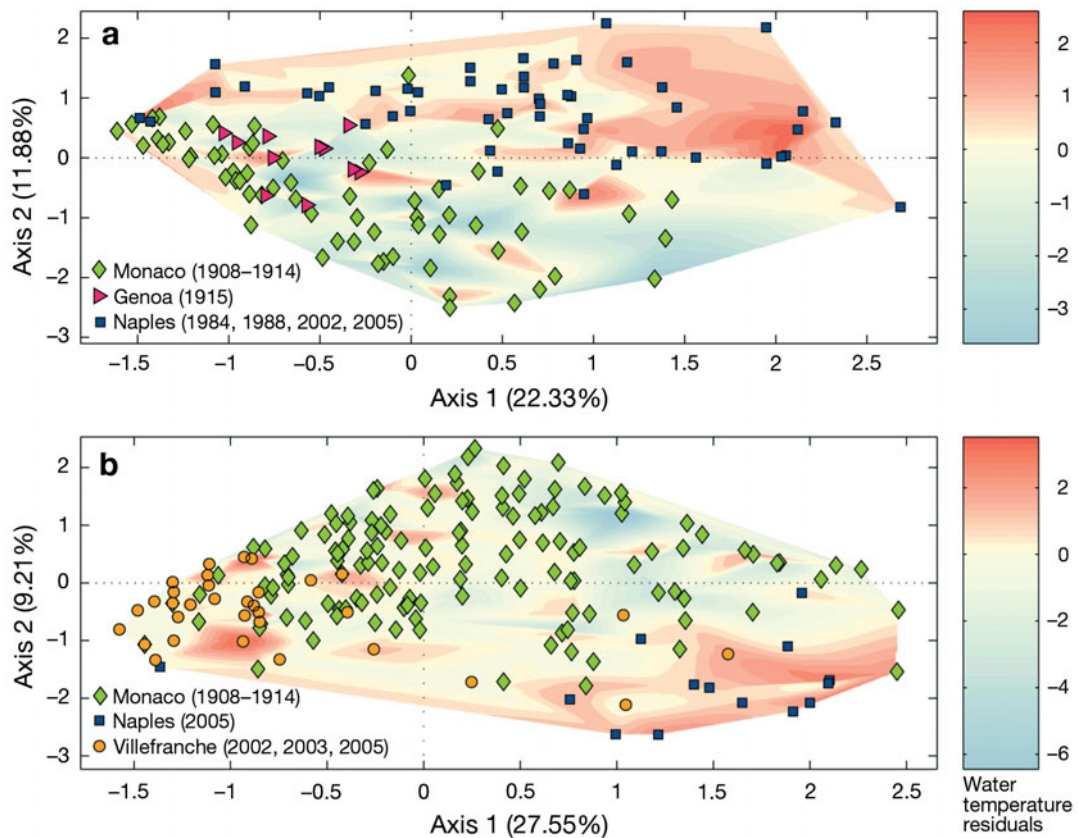 a
2
1
0
−1
−2
−3
Axis 2 (11.88%)
Monaco (1908–1914)
Genoa (1915)
Naples (1984, 1988, 2002, 2005)
−1.5 −1 −0.5 0 0.5 1 1.5 2 2.5
Axis 1 (22.33%)
2
1
0
−1
−2
−3
b
2
1
0
−1
−2
−3
Axis 2 (9.21%)
Monaco (1908–1914)
Naples (2005)
Villefranche (2002, 2003, 2005)
−1.5 −1 −0.5 0 0.5 1 1.5 2 2.5
Axis 1 (27.55%)
2
0
−2
−4
−6
Water
temperature
residuals